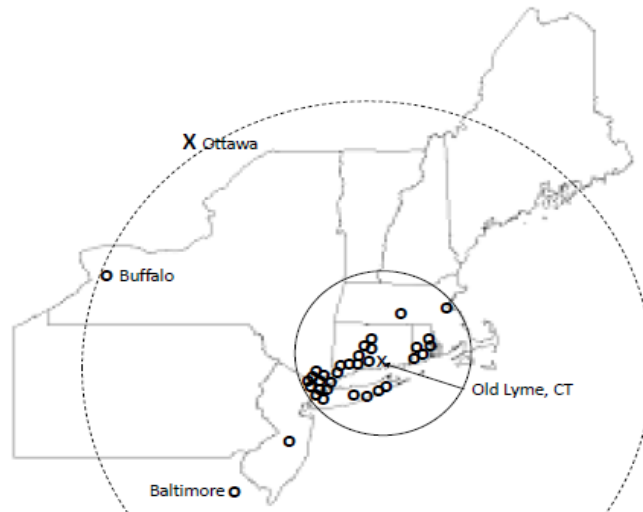 X Ottawa
Buffalo
X
Old Lyme, CT
Baltimore